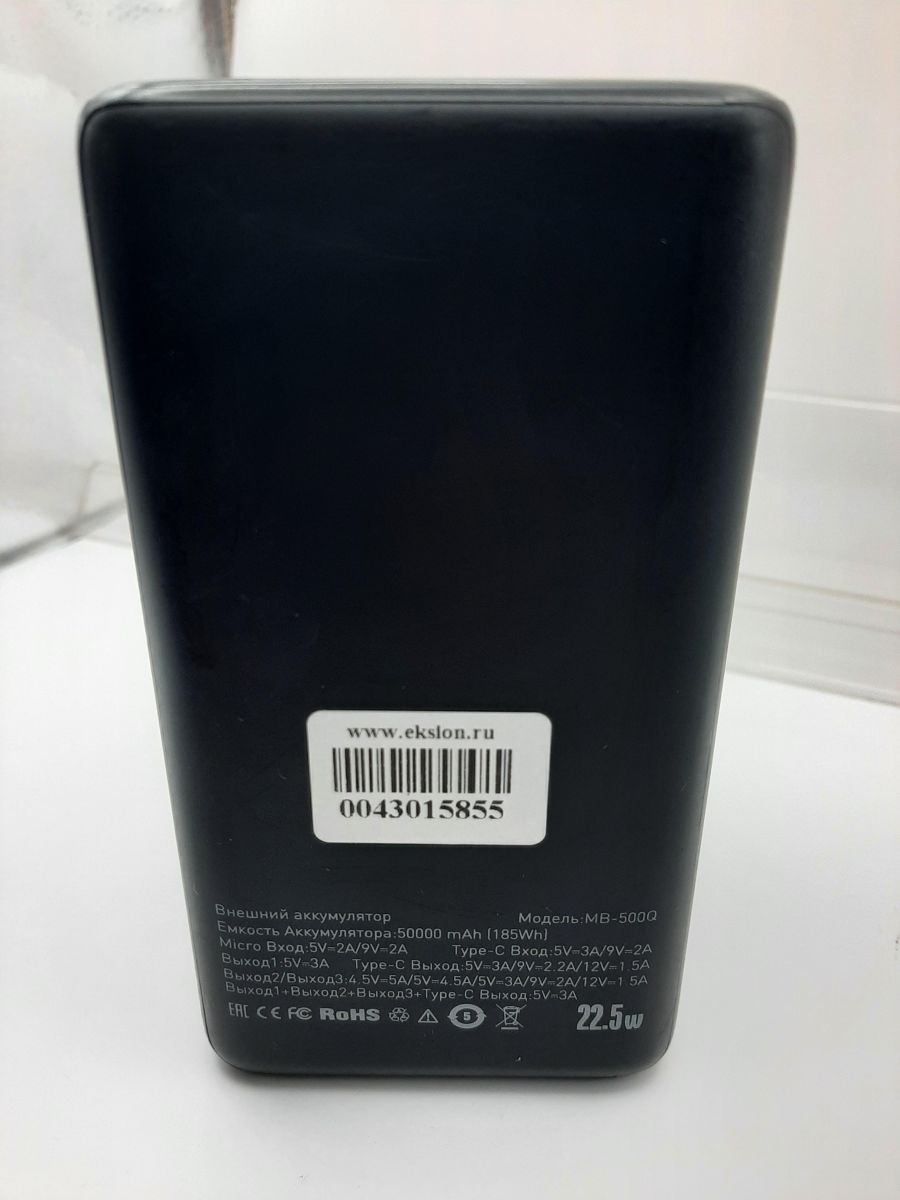 www.ekslon.ru
0043015855
Внешний аккумулятор Модель:MB-500Q
Емкость Аккумулятора:50000 mAh (185Wh)
Micro Вход:5V=2A/9V=2A Type-C Вход:5V=3A/9V=2A
Выход1:5V=3A Type-C Выход:5V=3A/9V=2.2A/12V=1.5A
Выход2/Выход3:4.5V=5A/5V=4.5A/5V=3A/9V=2A/12V=1.5A
Выход1+Выход2+Выход3+Type-C Выход:5V=3A
EAC CE FC RoHS 5 22.5w